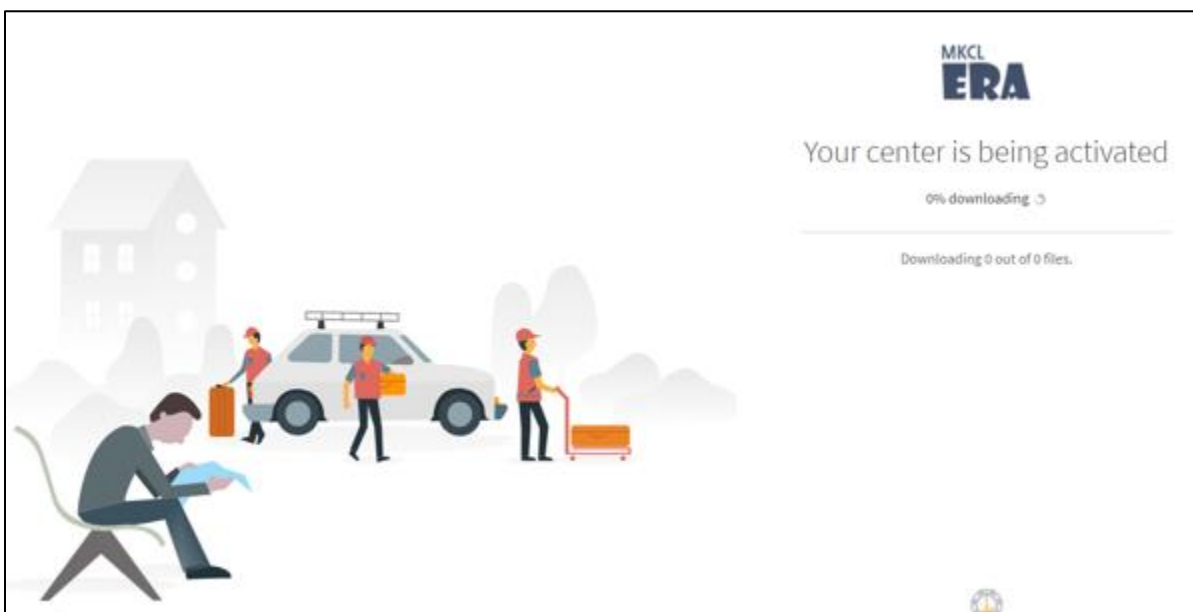 MKCL
ERA
Your center is being activated
0% downloading
Downloading 0 out of 0 files.